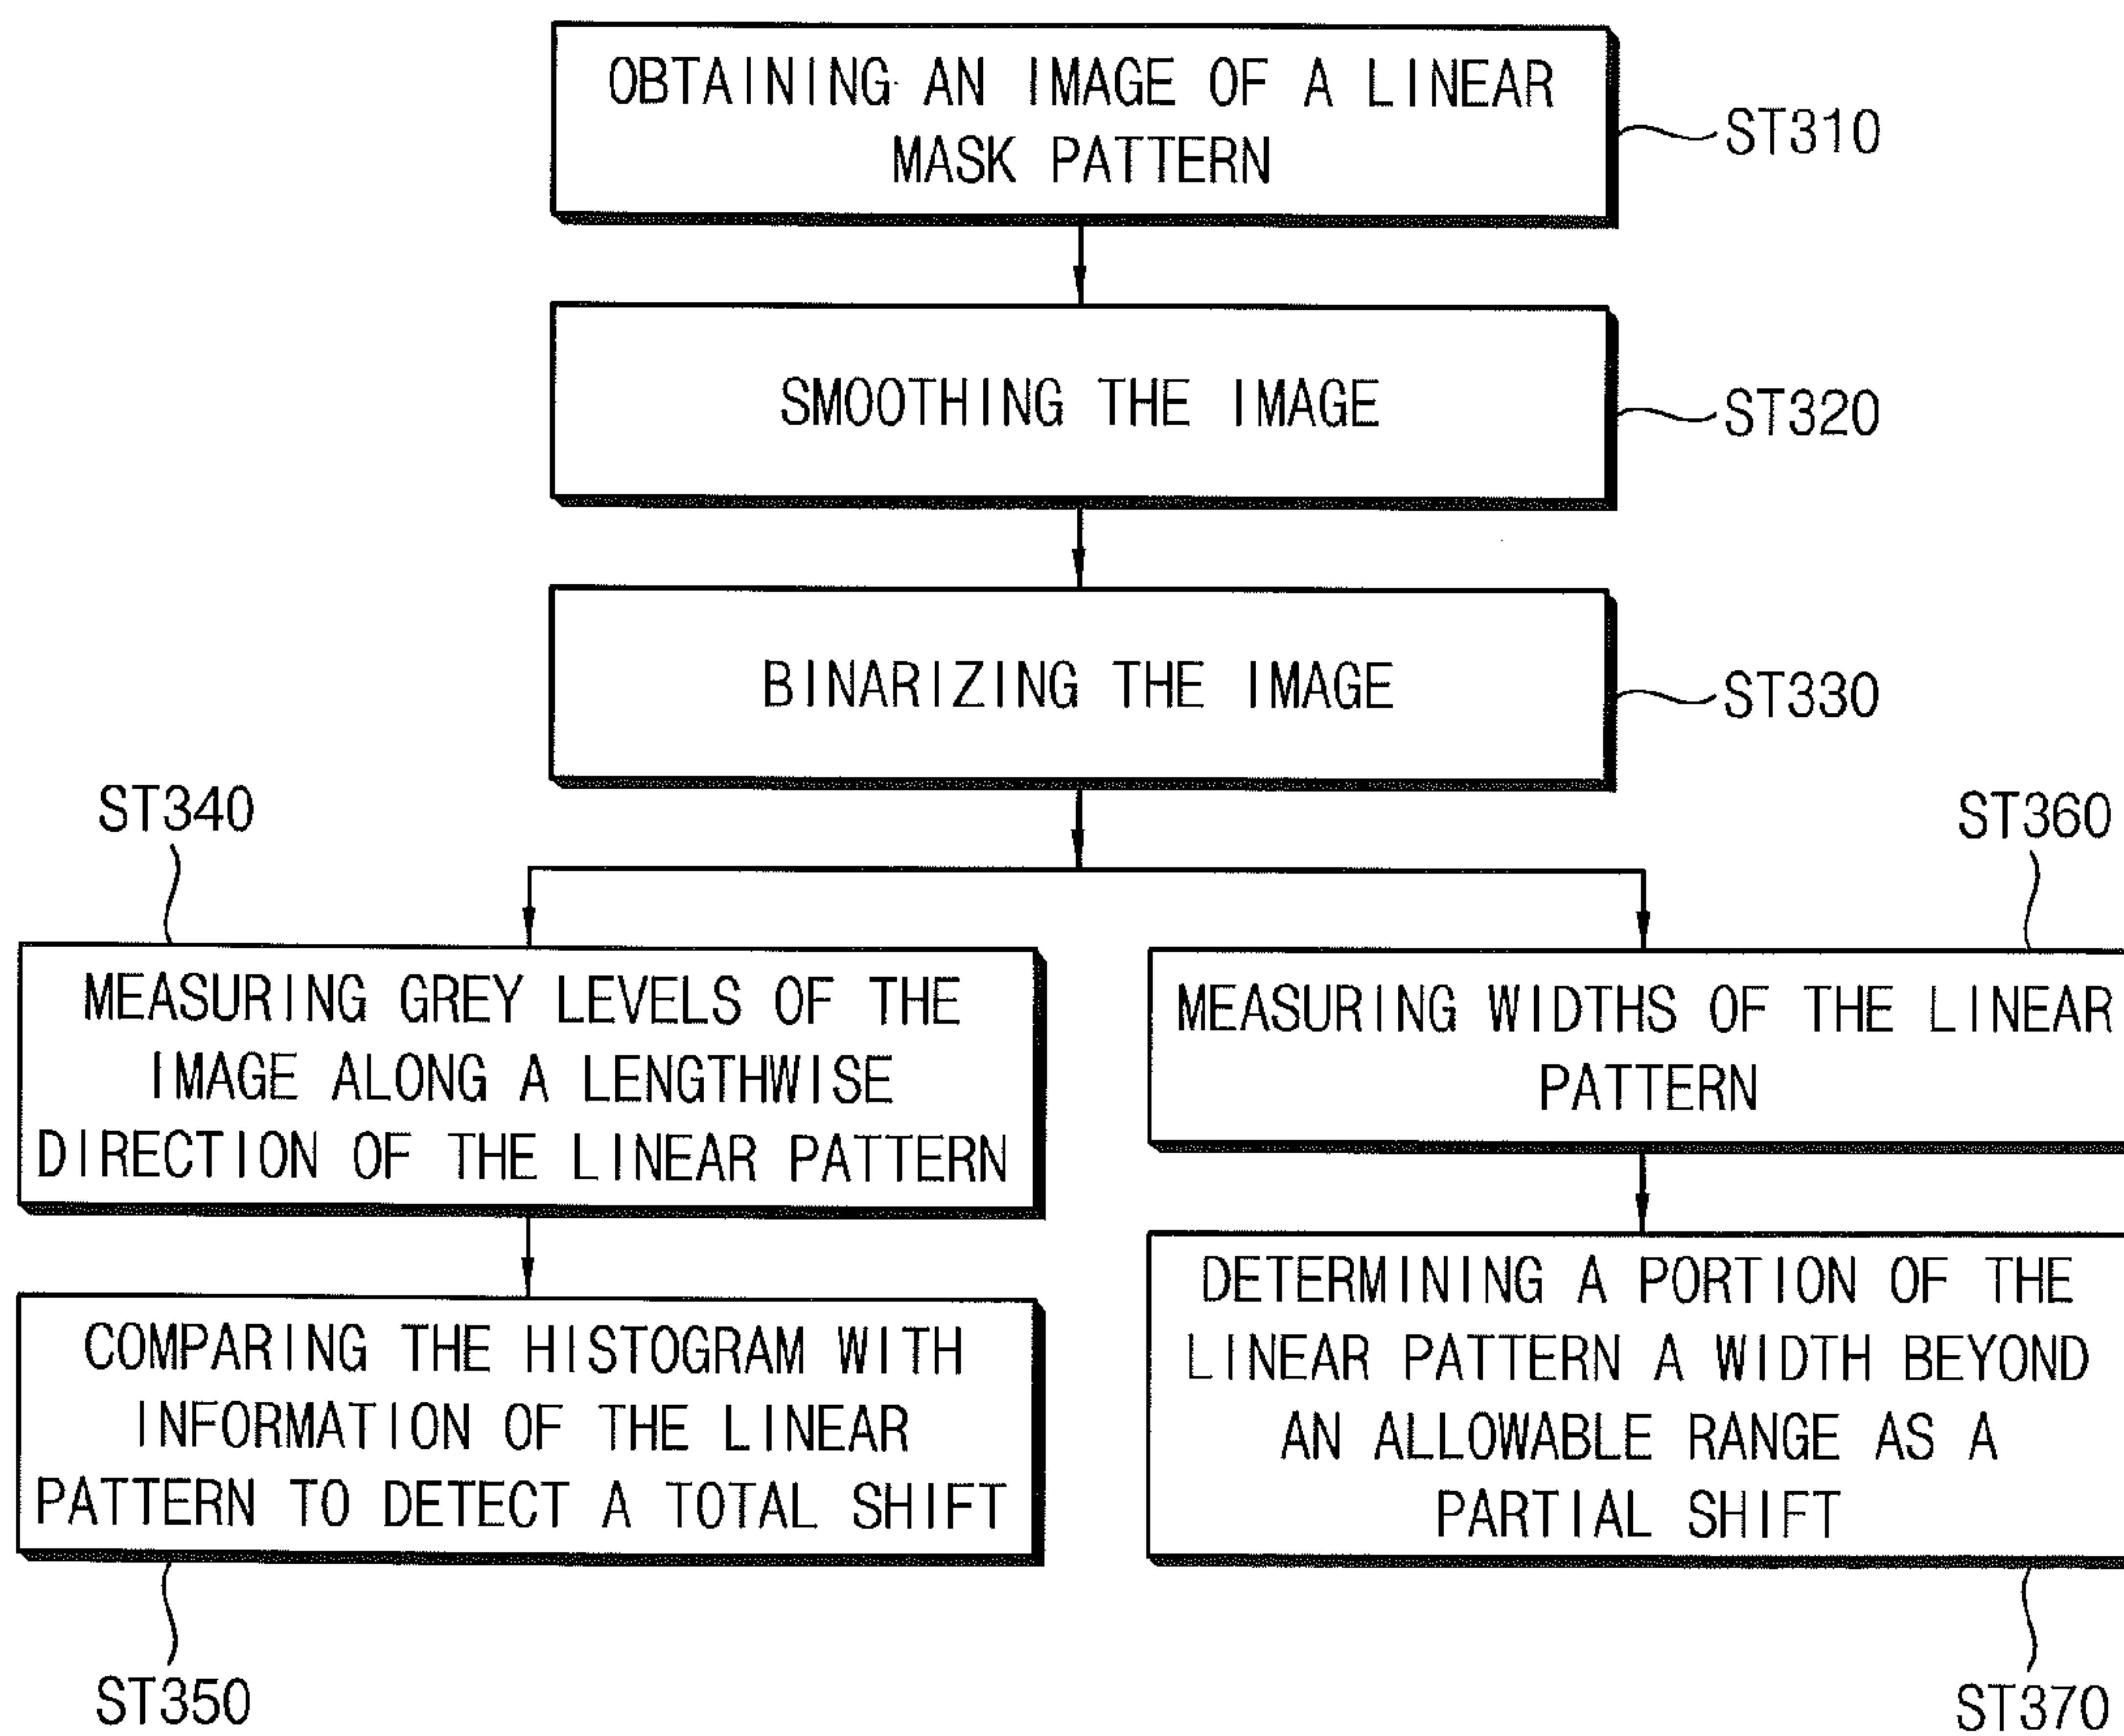 OBTAINING AN IMAGE OF A LINEAR
MASK PATTERN
ST310
SMOOTHING THE IMAGE
ST320
BINARIZING THE IMAGE
ST330
ST340
MEASURING GREY LEVELS OF THE
IMAGE ALONG A LENGTHWISE
DIRECTION OF THE LINEAR PATTERN
COMPARING THE HISTOGRAM WITH
INFORMATION OF THE LINEAR
PATTERN TO DETECT A TOTAL SHIFT
ST350
ST360
MEASURING WIDTHS OF THE LINEAR
PATTERN
DETERMINING A PORTION OF THE
LINEAR PATTERN A WIDTH BEYOND
AN ALLOWABLE RANGE AS A
PARTIAL SHIFT
ST370